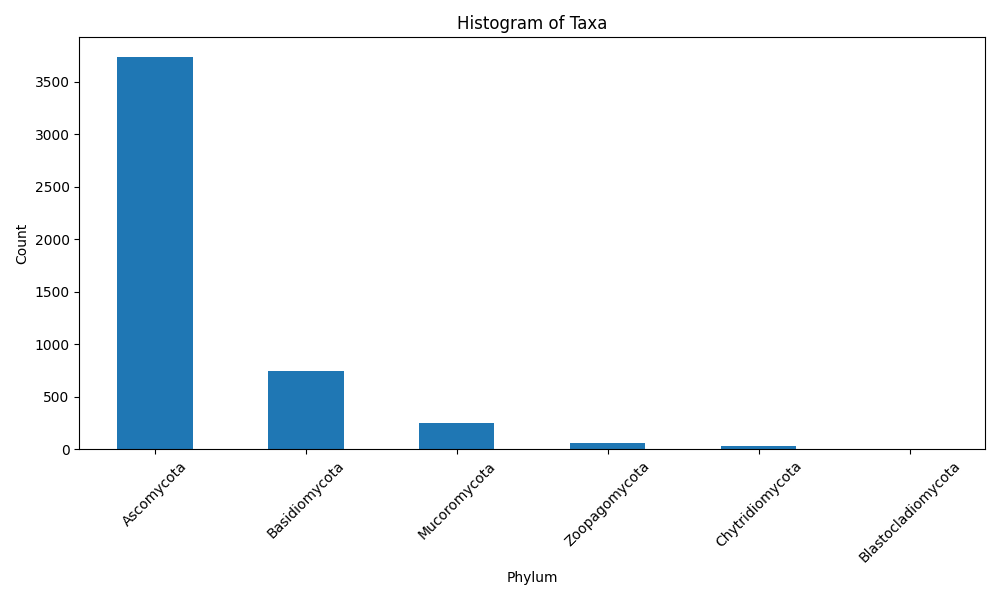 Histogram of Taxa
3500
3000
2500
2000
1500
1000
500
0
Count
Ascomycota
Basidiomycota
Mucoromycota
Zoopagomycota
Chytridiomycota
Blastocladiomycota
Phylum